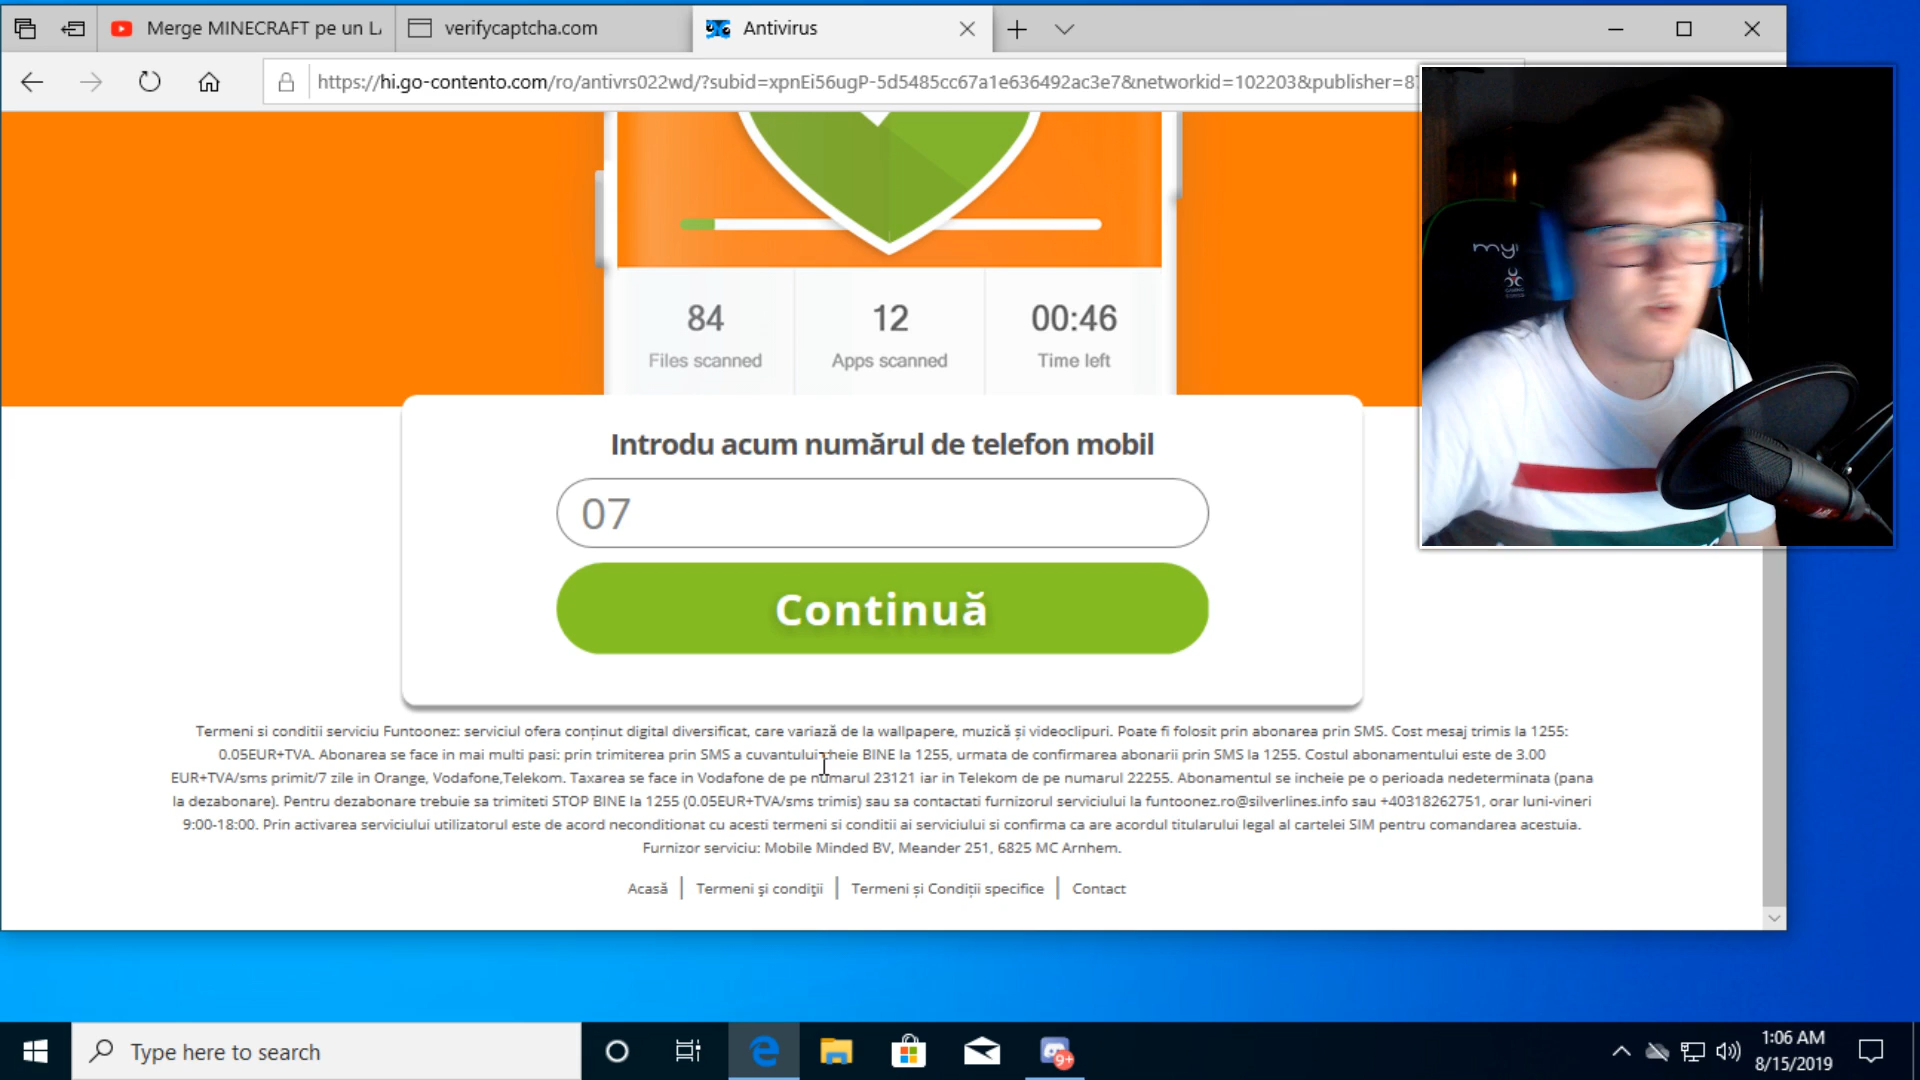 Merge MINECRAFT pe un L
verifycaptcha.com
Antivirus
https://hi.go-contento.com/ro/antivrs022wd/?subid=xpnEi56ugP-5d5485cc67a1e636492ac3e7&networkid=102203&publisher=8
84
Files scanned
12
Apps scanned
00:46
Time left
Introdu acum numărul de telefon mobil
07
Continuă
Termeni si conditii serviciu Funtoonez: serviciul ofera conținut digital diversificat, care variază de la wallpapere, muzică și videoclipuri. Poate fi folosit prin abonarea prin SMS. Cost mesaj trimis la 1255:
0.05EUR+TVA. Abonarea se face in mai multi pasi: prin trimiterea prin SMS a cuvantului cheie BINE la 1255, urmata de confirmarea abonarii prin SMS la 1255. Costul abonamentului este de 3.00
EUR+TVA/sms primit/7 zile in Orange, Vodafone,Telekom. Taxarea se face in Vodafone de pe numarul 23121 iar in Telekom de pe numarul 22255. Abonamentul se incheie pe o perioada nedeterminata (pana
la dezabonare). Pentru dezabonare trebuie sa trimiteti STOP BINE la 1255 (0.05EUR+TVA/sms trimis) sau sa contactati furnizorul serviciului la funtoonez.ro@silverlines.info sau +40318262751, orar luni-vineri
9:00-18:00. Prin activarea serviciului utilizatorul este de acord neconditionat cu acesti termeni si conditii ai serviciului si confirma ca are acordul titularului legal al cartelei SIM pentru comandarea acestuia.
Furnizor serviciu: Mobile Minded BV, Meander 251, 6825 MC Arnhem.
Acasă | Termeni şi condiţii | Termeni și Condiții specifice | Contact
Type here to search
9+
1:06 AM
8/15/2019